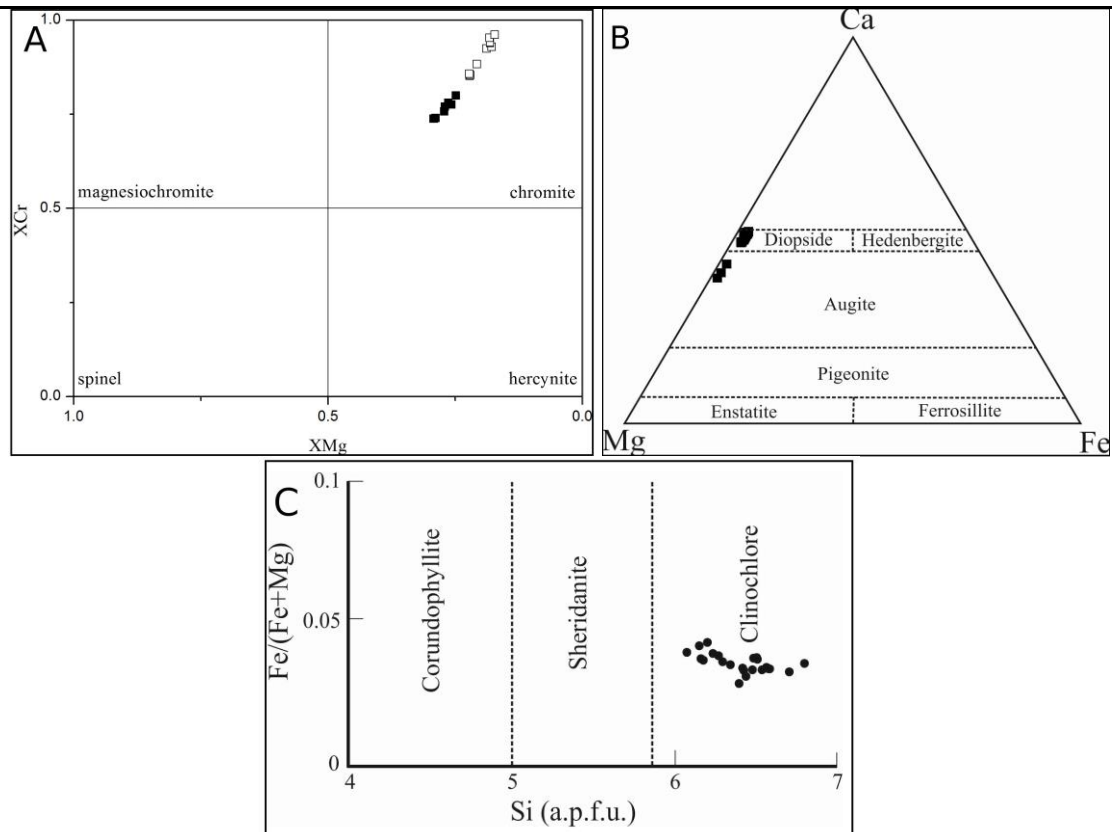 A
1.0
magnesiochromite
chromite
XCr
0.5
spinel
hercynite
0.0
1.0
0.5
0.0
XMg
B
Ca
Diopside
Hedenbergite
Augite
Pigeonite
Enstatite
Ferrosillite
Mg
Fe
C
0.1
Fe/(Fe+Mg)
0.05
0
Corundophyllite
Sheridanite
Clinochlore
4
5
6
7
Si (a.p.f.u.)